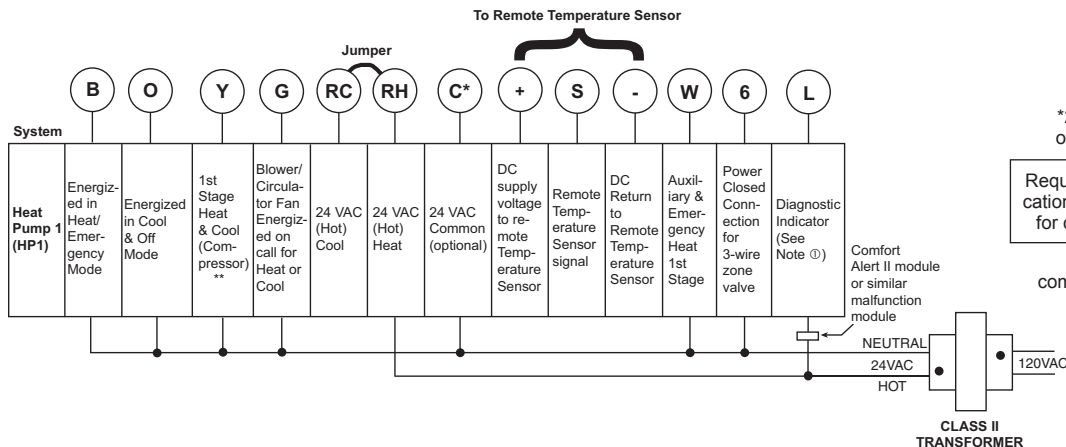 To Remote Temperature Sensor
Jumper
B O Y G RC RH C* + S - W 6 L
System
Heat
Pump 1
(HP1)
Energiz-
ed in
Heat/
Emer-
gency
Mode
Energized
in Cool
& Off
Mode
1st
Stage
Heat
& Cool
(Com-
pressor)
**
Blower/
Circula-
tor Fan
Energiz-
ed on
call for
Heat or
Cool
24 VAC
(Hot)
Cool
24 VAC
(Hot)
Heat
24 VAC
Common
(optional)
DC
supply
voltage
to re-
mote
Temp-
erature
Sensor
Remote
Temp-
erature
Sensor
signal
DC
Return
to
Remote
Temp-
erature
Sensor
Auxil-
iary &
Emer-
gency
Heat
1st
Stage
Power
Closed
Conn-
ection
for
3-wire
zone
valve
Diagnostic
Indicator
(See
Note ①)
Comfort
Alert II module
or similar
malfunction
module
NEUTRAL
24VAC
HOT
120VAC
CLASS II
TRANSFORMER
Requ
cation
for
com